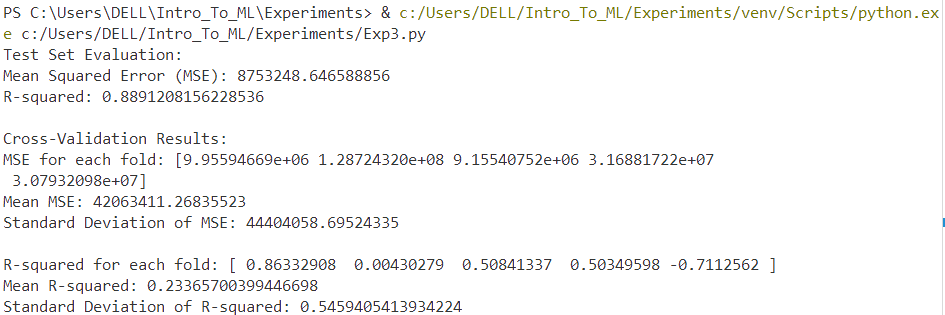 PS C:\Users\DELL\Intro_To_ML\Experiments> & c:/Users/DELL/Intro_To_ML/Experiments/venv/Scripts/python.ex
e c:/Users/DELL/Intro_To_ML/Experiments/Exp3.py
Test Set Evaluation:
Mean Squared Error (MSE): 8753248.646588856
R-squared: 0.8891208156228536

Cross-Validation Results:
MSE for each fold: [9.95594669e+06 1.28724320e+08 9.15540752e+06 3.16881722e+07
 3.07932098e+07]
Mean MSE: 42063411.26835523
Standard Deviation of MSE: 44404058.69524335

R-squared for each fold: [ 0.86332908  0.00430279  0.50841337  0.50349598 -0.7112562 ]
Mean R-squared: 0.23365700399446698
Standard Deviation of R-squared: 0.5459405413934224